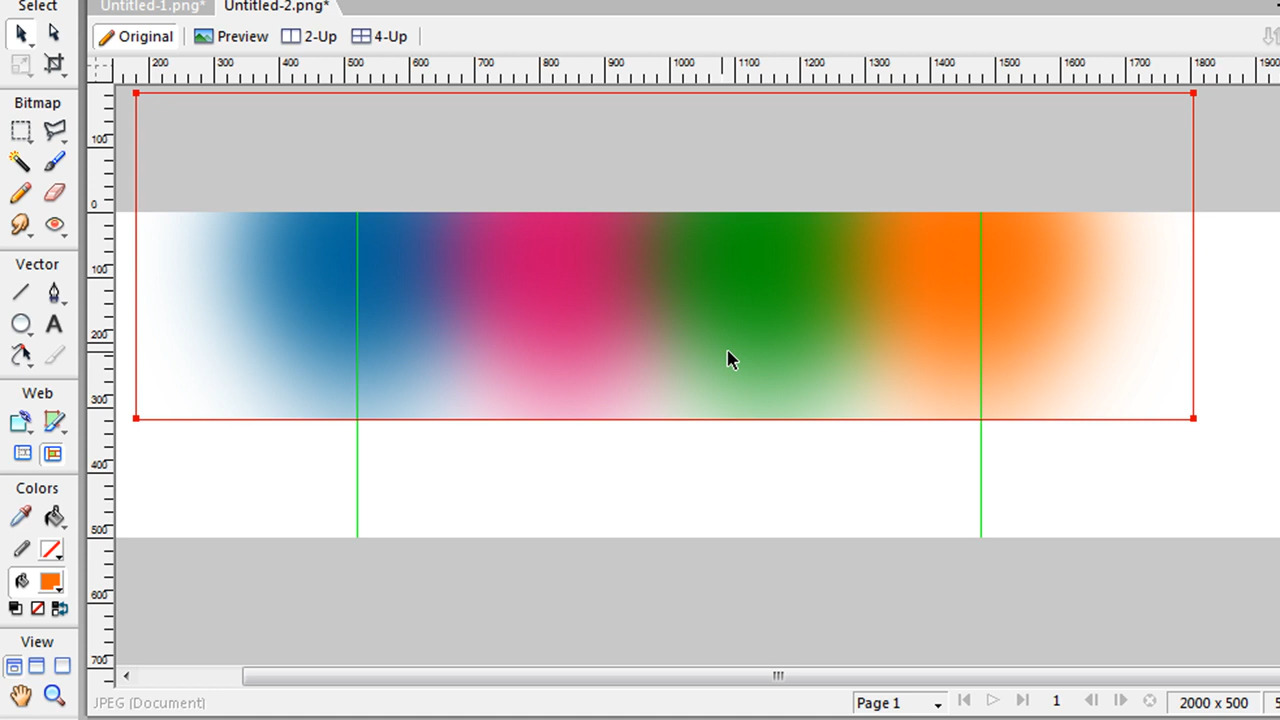 Select
Untitled-1.png*
Untitled-2.png*
Original
Preview
2-Up
4-Up
200 300 400 500 600 700 800 900 1000 1100 1200 1300 1400 1500 1600 1700 1800 1900
Bitmap
100
0
100
200
300
400
500
600
700
Vector
A
Web
Colors
View
JPEG (Document)
Page 1
1
2000 x 500